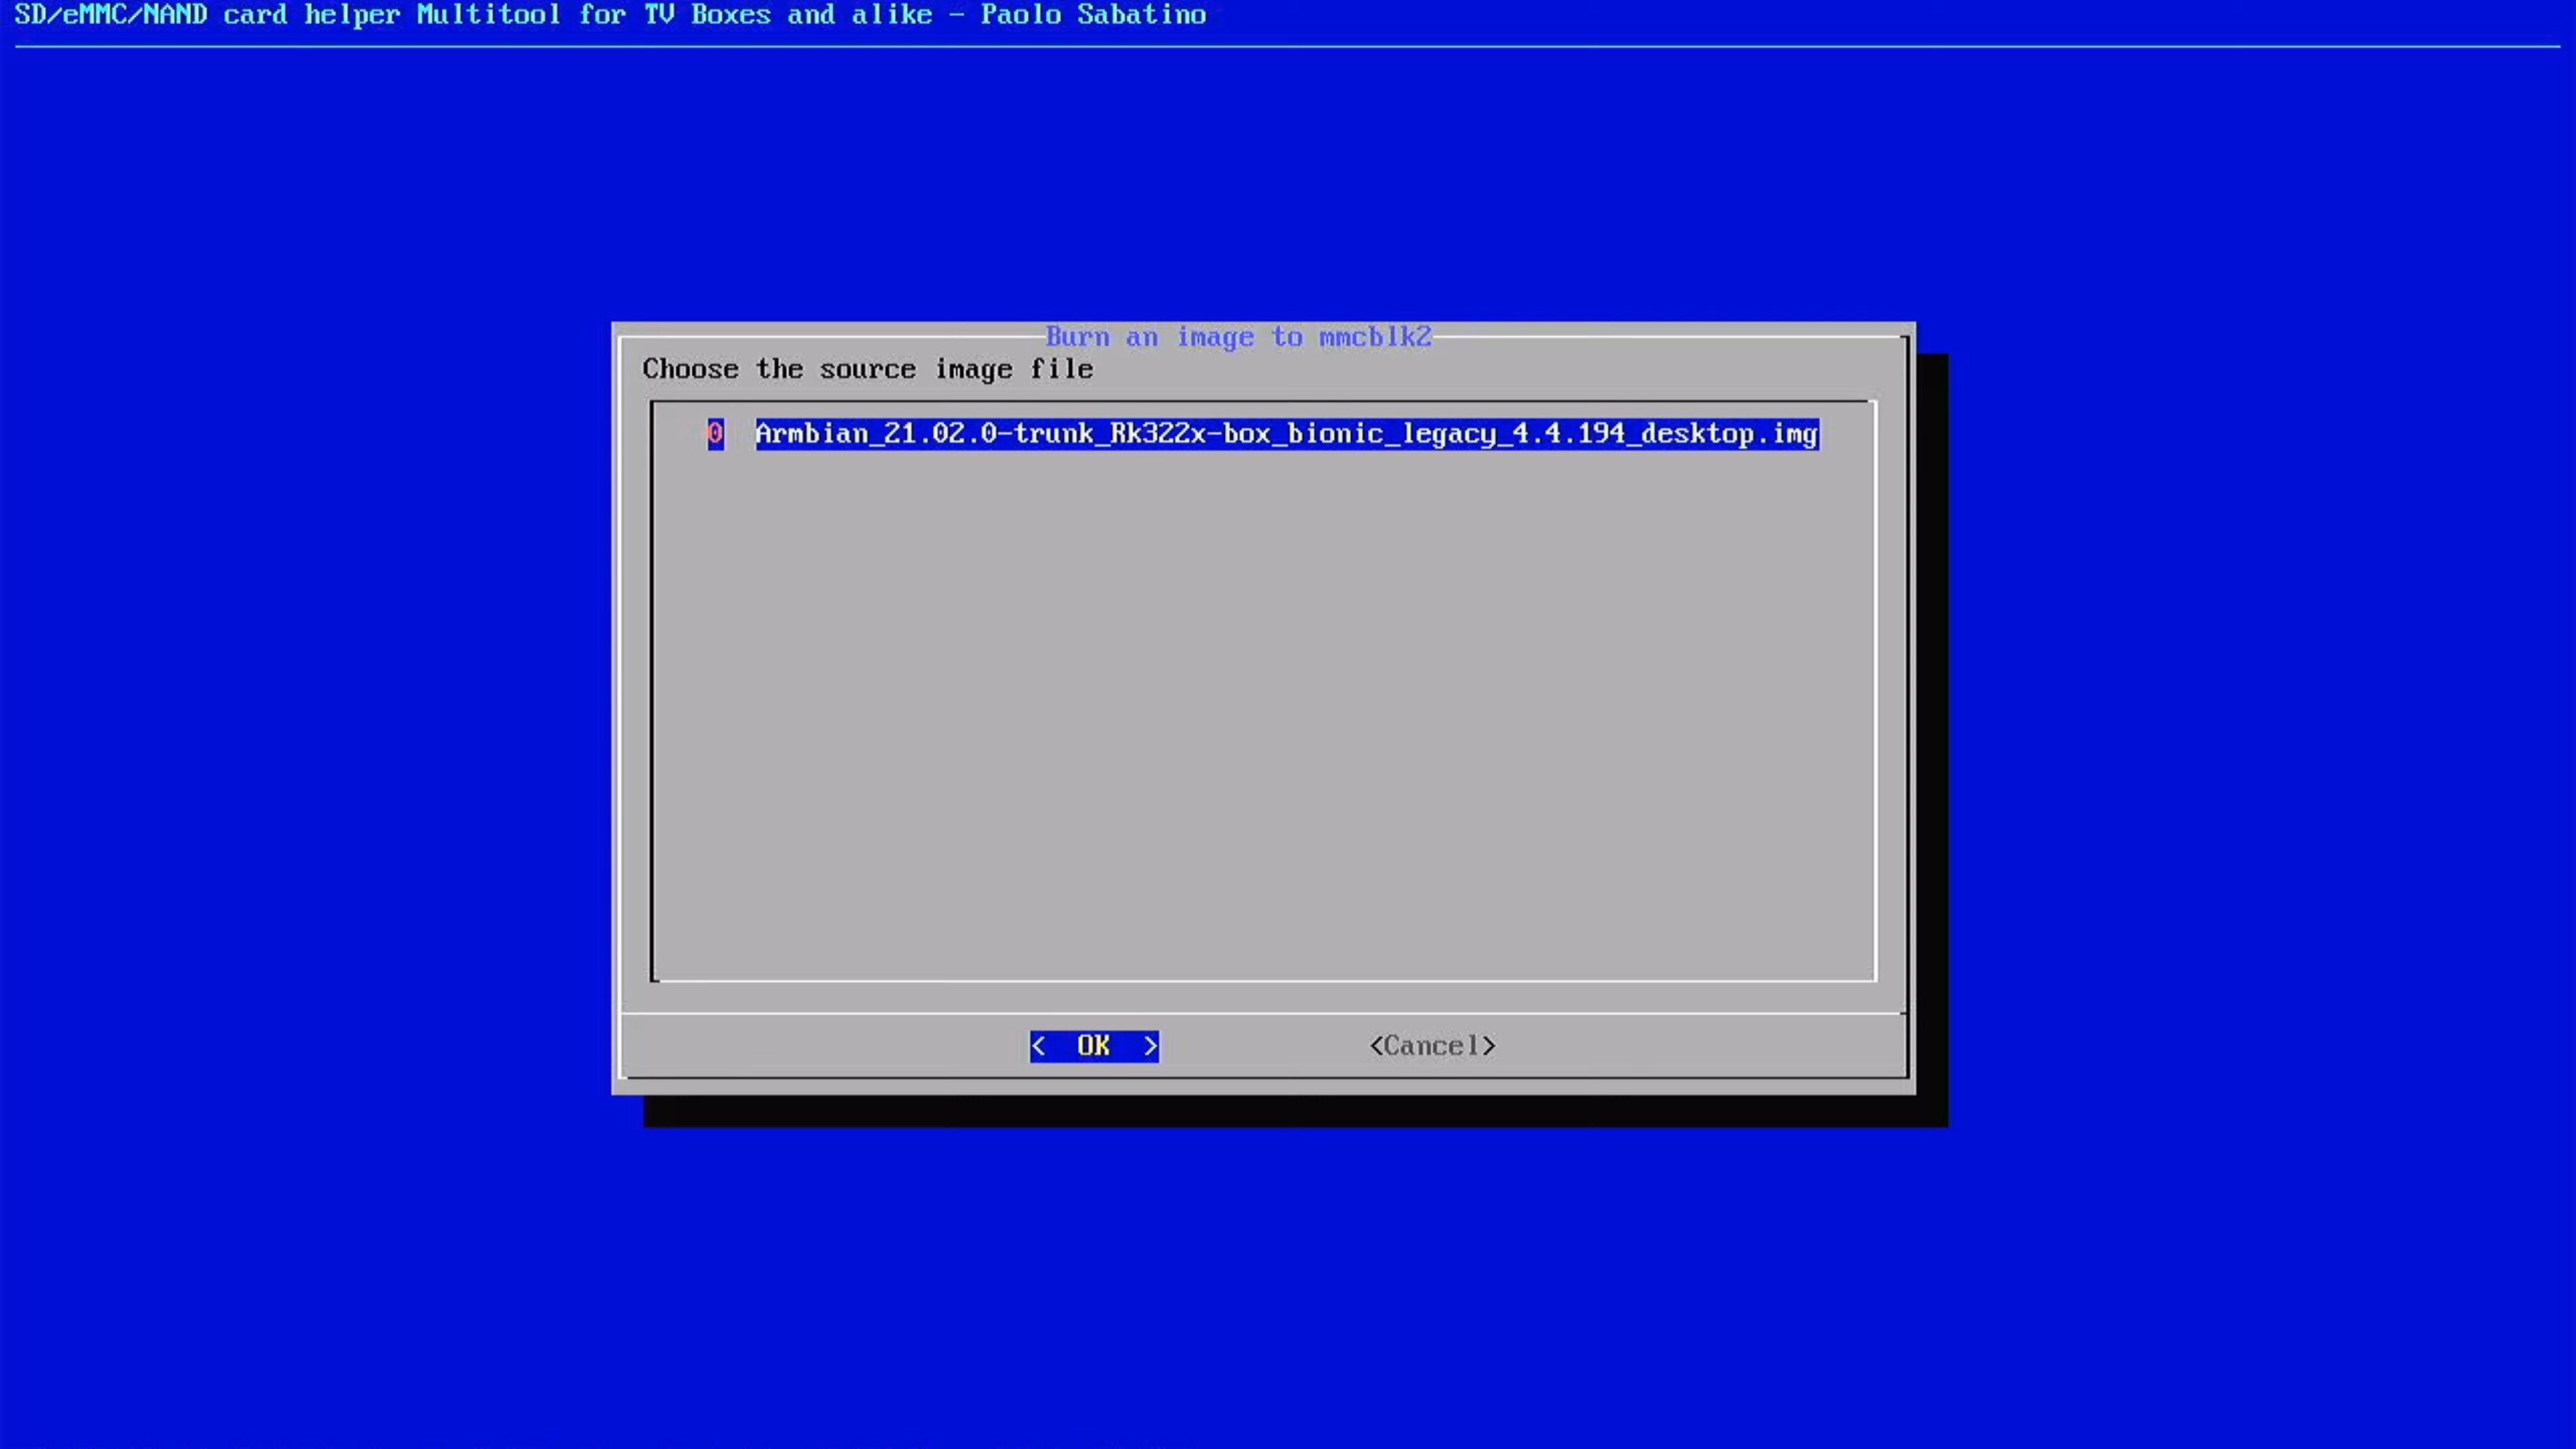 SD/eMMC/NAND card helper Multitool for TV Boxes and alike - Paolo Sabatino
Burn an image to mmcblk2
Choose the source image file
0 Armbian_21.02.0-trunk_Rk322x-box_bionic_legacy_4.4.194_desktop.img
< OK > <Cancel>